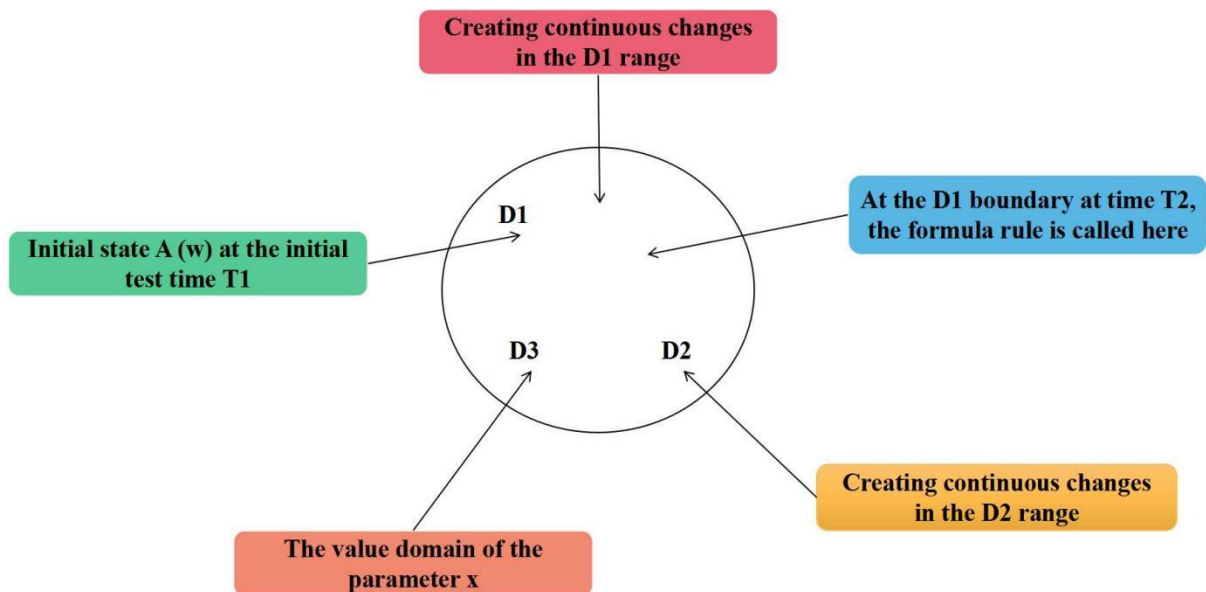 Creating continuous changes
in the D1 range
At the D1 boundary at time T2,
the formula rule is called here
D1
Initial state A (w) at the initial
test time T1
D3
D2
Creating continuous changes
in the D2 range
The value domain of the
parameter x